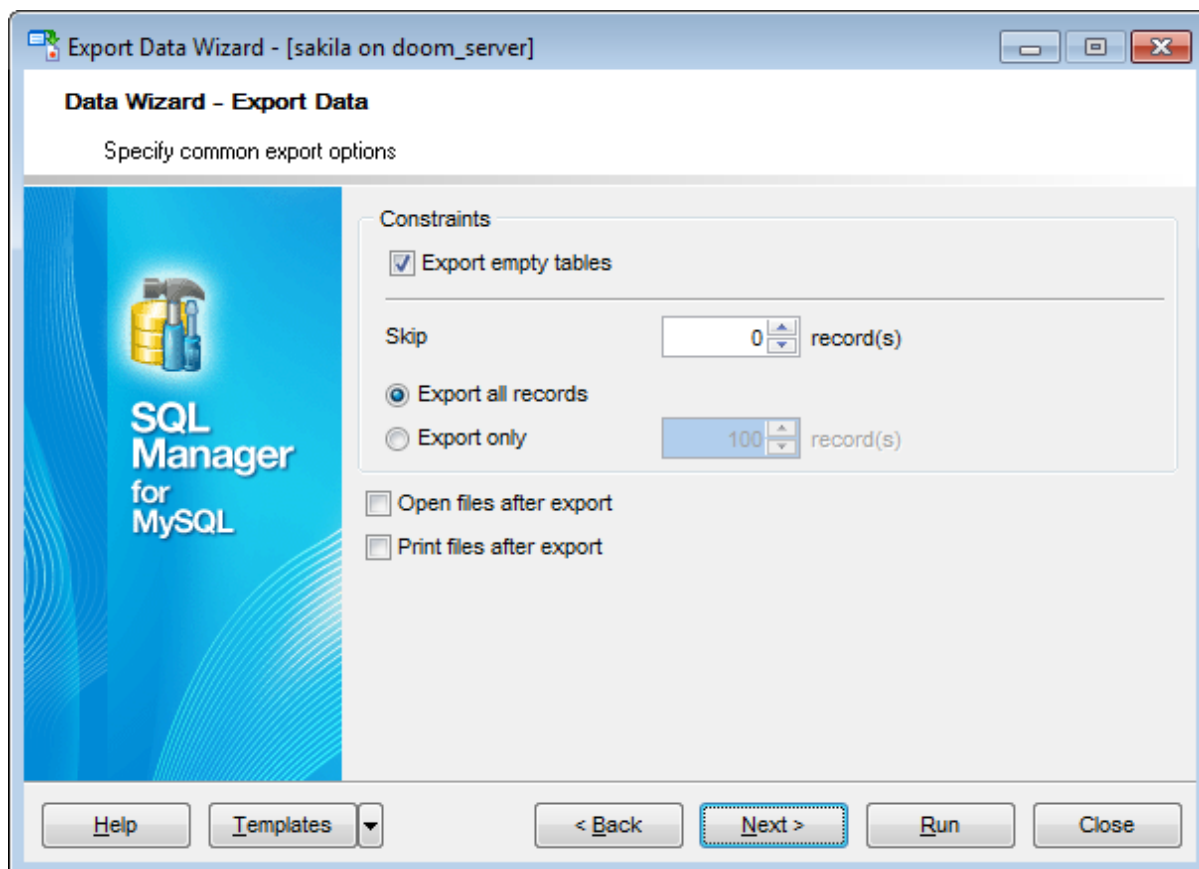 Export Data Wizard - [sakila on doom_server]
Data Wizard - Export Data
Specify common export options
Constraints
Export empty tables
Skip 0 record(s)
Export all records
Export only 100 record(s)
Open files after export
Print files after export
SQL
Manager
for
MySQL
Help Templates < Back Next > Run Close